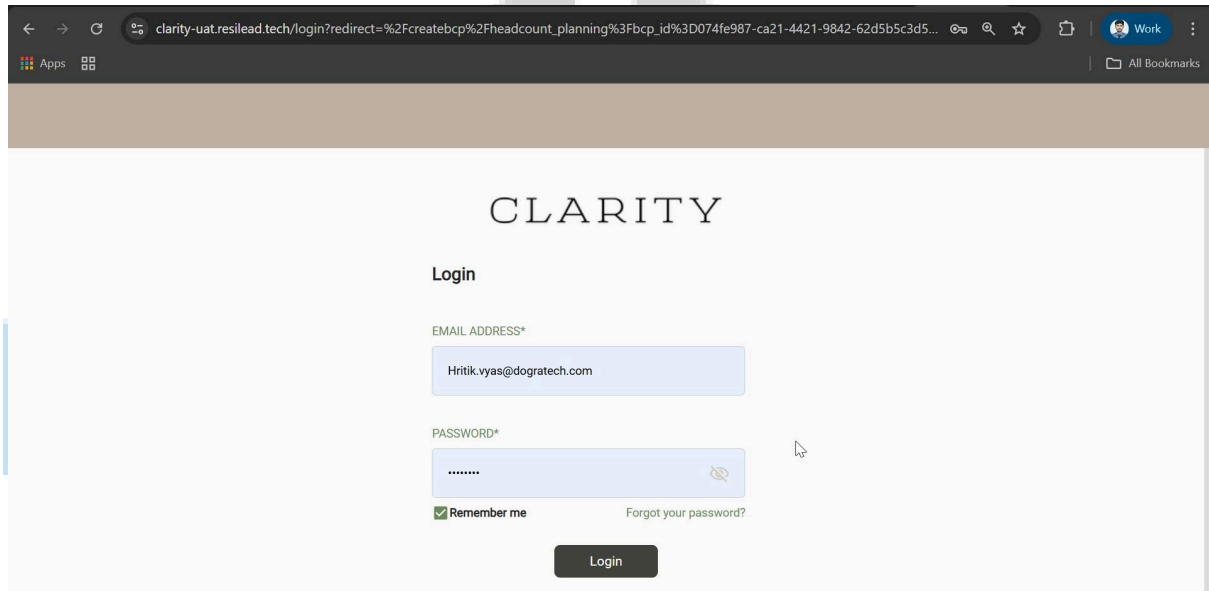 clarity-uat.resilead.tech/login?redirect=%2Fcreatebcp%2Fheadcount_planning%3Fbcp_id%3D074fe987-ca21-4421-9842-62d5b5c3d5... Work
Apps All Bookmarks
CLARITY
Login
EMAIL ADDRESS*
Hritik.vyas@dogratech.com
PASSWORD*
••••••••
Remember me Forgot your password?
Login